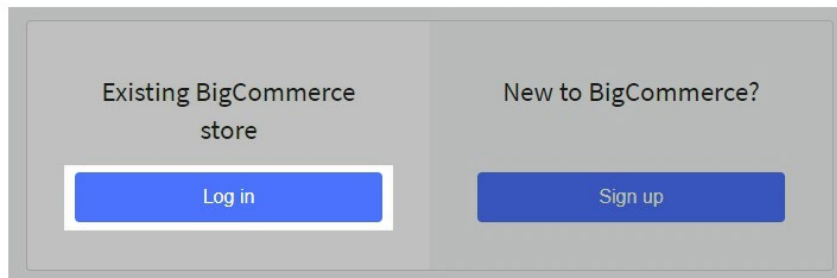 Existing BigCommerce
store
Log in
New to BigCommerce?
Sign up